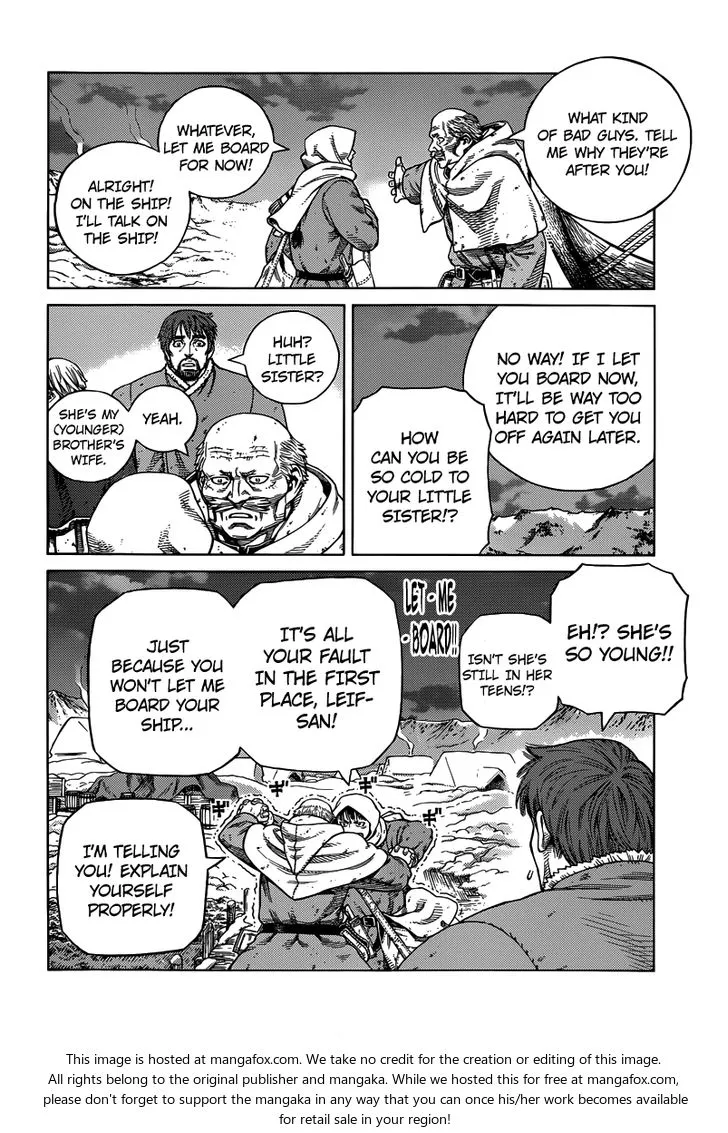 WHAT KIND
OF BAD GUYS. TELL
ME WHY THEY'RE
AFTER YOU!
WHATEVER,
LET ME BOARD
FOR NOW!
ALRIGHT!
ON THE SHIP!
I'LL TALK ON
THE SHIP!
NO WAY! IF I LET
YOU BOARD NOW,
IT'LL BE WAY TOO
HARD TO GET YOU
OFF AGAIN LATER.
HOW
CAN YOU BE
SO COLD TO
YOUR LITTLE
SISTER!?
HUH?
LITTLE
SISTER?
YEAH.
SHE'S MY
(YOUNGER)
BROTHER'S
WIFE.
EH!? SHE'S
SO YOUNG!!
ISN'T SHE'S
STILL IN HER
TEENS!?
LET-ME
-BOARD!!
IT'S ALL
YOUR FAULT
IN THE FIRST
PLACE, LEIF-
SAN!
JUST
BECAUSE YOU
WON'T LET ME
BOARD YOUR
SHIP...
ギ
ギ
ギ
ギ
I'M TELLING
YOU! EXPLAIN
YOURSELF
PROPERLY!
This image is hosted at mangafox.com. We take no credit for the creation or editing of this image.
All rights belong to the original publisher and mangaka. While we hosted this for free at mangafox.com,
please don't forget to support the mangaka in any way that you can once his/her work becomes available
for retail sale in your region!